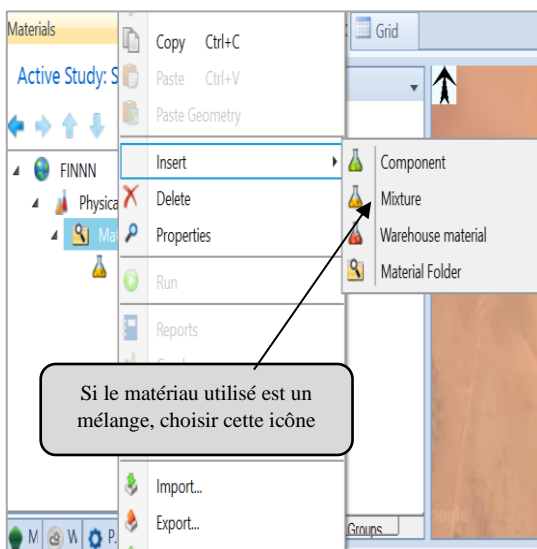 Materials
Active Study: S
FINNN
Physica
Ma
Copy Ctrl+C
Paste Ctrl+V
Paste Geometry
Insert
Delete
Properties
Run
Reports
Import...
Export...
Grid
Component
Mixture
Warehouse material
Material Folder
Si le matériau utilisé est un
mélange, choisir cette icône
M W P.
Groups